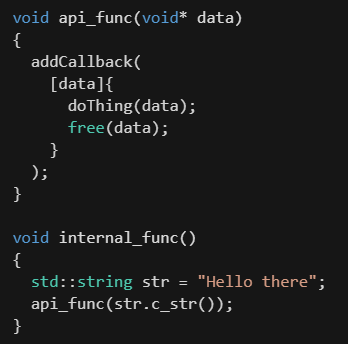 void api_func(void* data)
{
  addCallback(
    [data]{
      doThing(data);
      free(data);
    }
  );
}

void internal_func()
{
  std::string str = "Hello there";
  api_func(str.c_str());
}